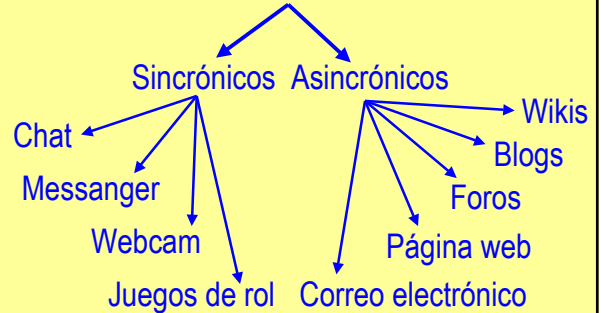 Sincrónicos Asincrónicos
Wikis
Chat
Blogs
Messanger
Foros
Webcam
Página web
Juegos de rol Correo electrónico